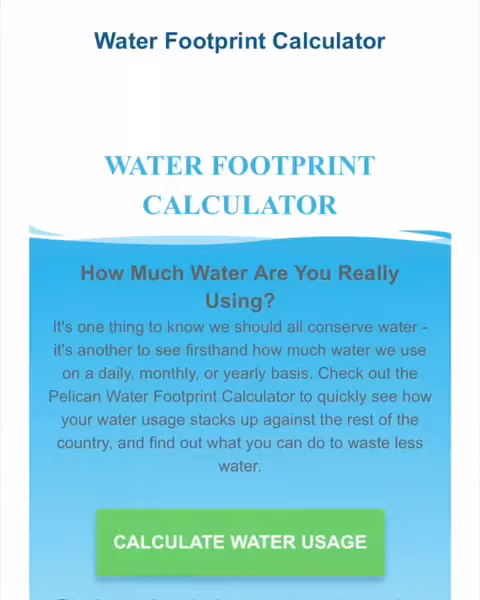 Water Footprint Calculator
WATER FOOTPRINT
CALCULATOR
How Much Water Are You Really
Using?
It's one thing to know we should all conserve water -
it's another to see firsthand how much water we use
on a daily, monthly, or yearly basis. Check out the
Pelican Water Footprint Calculator to quickly see how
your water usage stacks up against the rest of the
country, and find out what you can do to waste less
water.
CALCULATE WATER USAGE